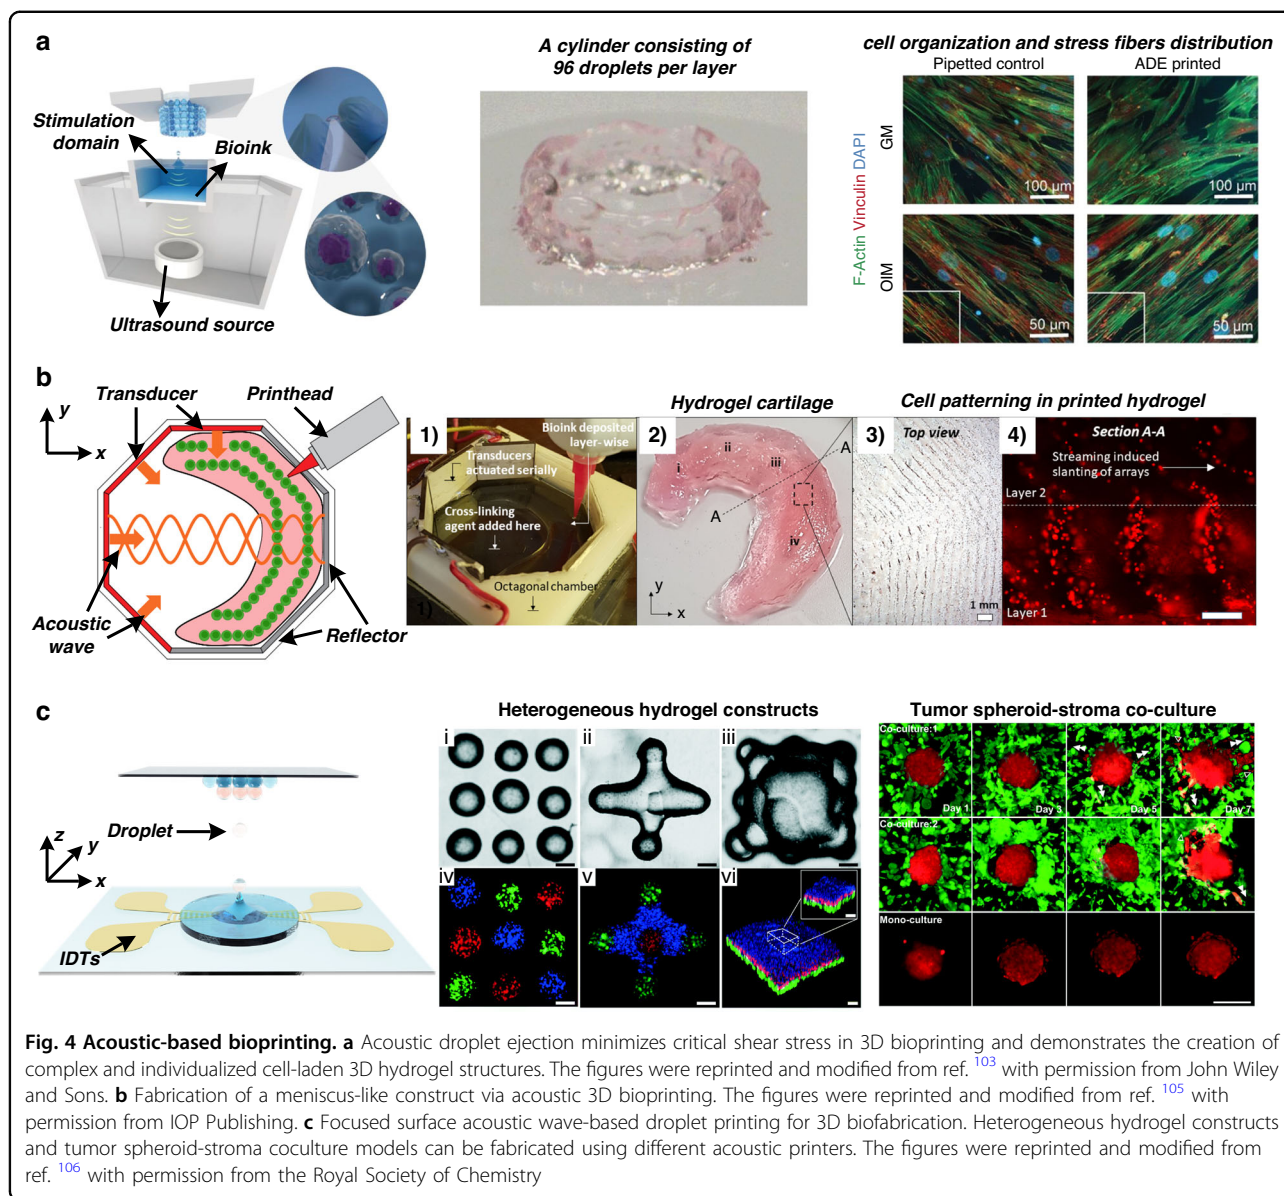 a
Stimulation
domain
Bioink
Ultrasound source
A cylinder consisting of
96 droplets per layer
cell organization and stress fibers distribution
Pipetted control
ADE printed
F-Actin Vinculin DAPI
GM
OIM
100 µm
100 µm
50 µm
50 µm
b
y
x
Transducer
Printhead
Acoustic
wave
Reflector
1)
Bioink deposited
layer-wise
Transducers
actuated serially
Cross-linking
agent added here
Octagonal chamber
1)
Hydrogel cartilage
2)
i
ii
iii
iv
A
A
y
x
Cell patterning in printed hydrogel
3)
Top view
1 mm
4)
Section A-A
Streaming induced
slanting of arrays
Layer 2
Layer 1
c
z
y
x
Droplet
IDTs
Heterogeneous hydrogel constructs
i
ii
iii
iv
v
vi
Tumor spheroid-stroma co-culture
Co-culture:1
Day 1
Day 3
Day 5
Day 7
Co-culture:2
Mono-culture
Fig. 4 Acoustic-based bioprinting. a Acoustic droplet ejection minimizes critical shear stress in 3D bioprinting and demonstrates the creation of
complex and individualized cell-laden 3D hydrogel structures. The figures were reprinted and modified from ref. 103 with permission from John Wiley
and Sons. b Fabrication of a meniscus-like construct via acoustic 3D bioprinting. The figures were reprinted and modified from ref. 105 with
permission from IOP Publishing. c Focused surface acoustic wave-based droplet printing for 3D biofabrication. Heterogeneous hydrogel constructs
and tumor spheroid-stroma coculture models can be fabricated using different acoustic printers. The figures were reprinted and modified from
ref. 106 with permission from the Royal Society of Chemistry